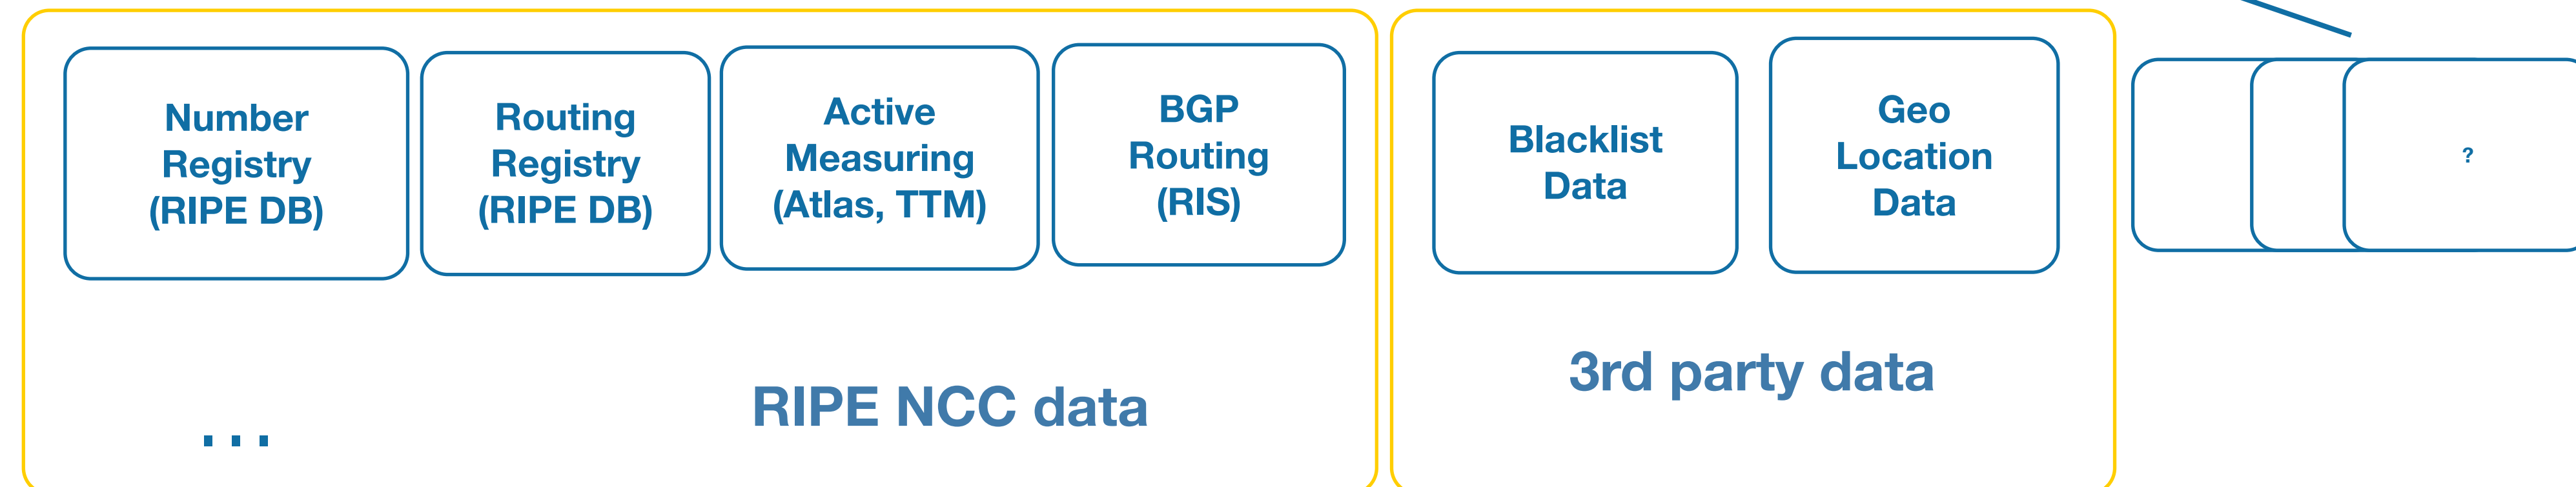 Number
Registry
(RIPE DB)
Routing
Registry
(RIPE DB)
Active
Measuring
(Atlas, TTM)
BGP
Routing
(RIS)
Blacklist
Data
Geo
Location
Data
?
RIPE NCC data
3rd party data
...